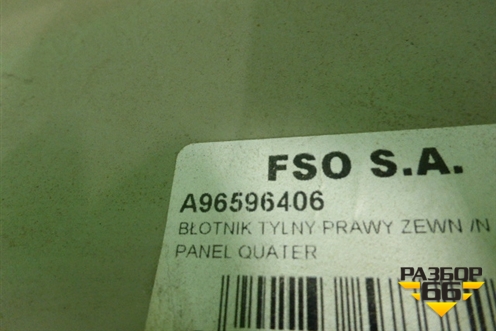 FSO S.A.
A96596406
BŁOTNIK TYLNY PRAWY ZEWN /N
PANEL QUATER
РАЗБОР
66